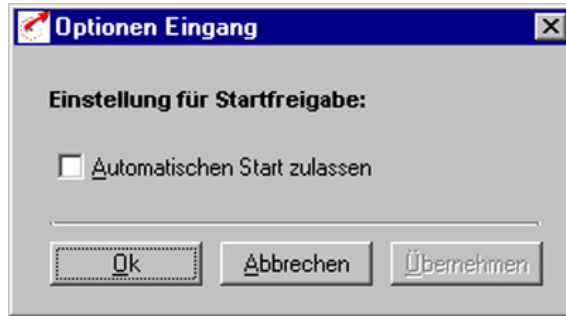 Optionen Eingang
Einstellung für Startfreigabe:
Automatischen Start zulassen
Ok Abbrechen Übernehmen